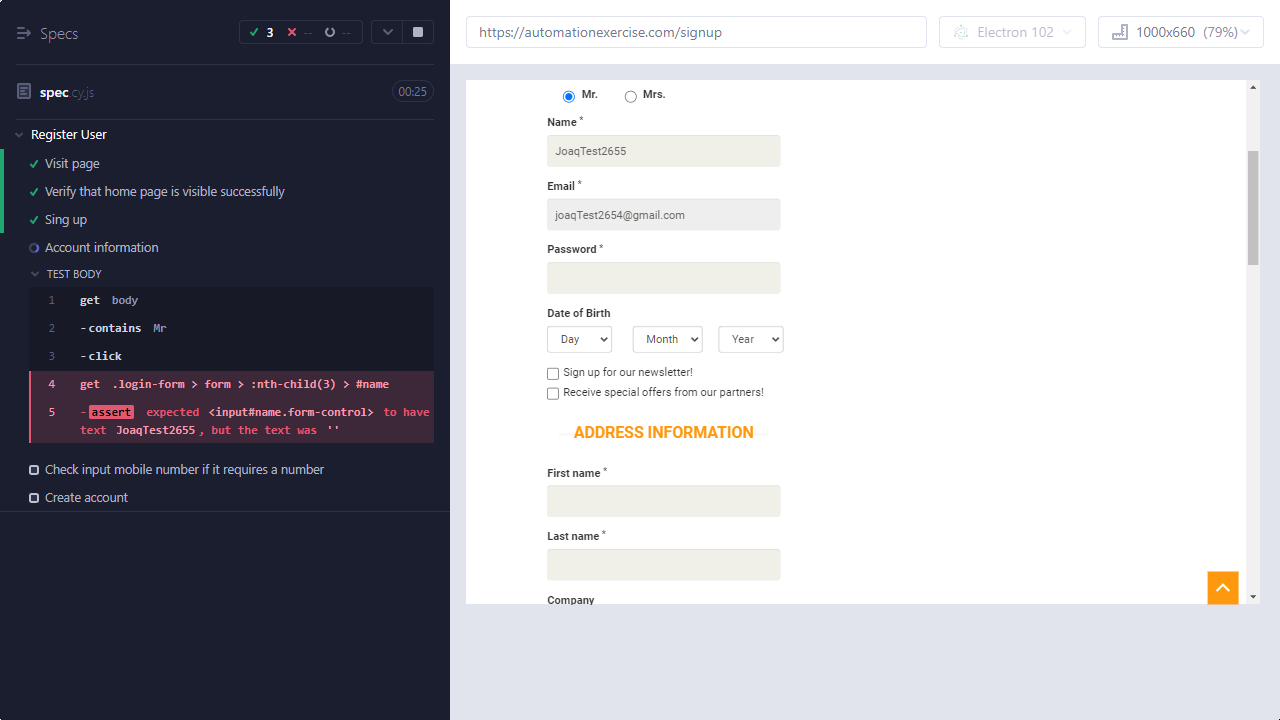 Specs
3 -- --
https://automationexercise.com/signup
Electron 102
1000x660 (79%)
spec.cy.js
00:25
Register User
Visit page
Verify that home page is visible successfully
Sing up
Account information
TEST BODY
1 get body
2 -contains Mr
3 -click
4 get .login-form > form > :nth-child(3) > #name
5 -assert expected <input#name.form-control> to have
text JoaqTest2655, but the text was ''
Check input mobile number if it requires a number
Create account
Mr. Mrs.
Name *
JoaqTest2655
Email *
joaqTest2654@gmail.com
Password *
Date of Birth
Day Month Year
Sign up for our newsletter!
Receive special offers from our partners!
ADDRESS INFORMATION
First name *
Last name *
Company